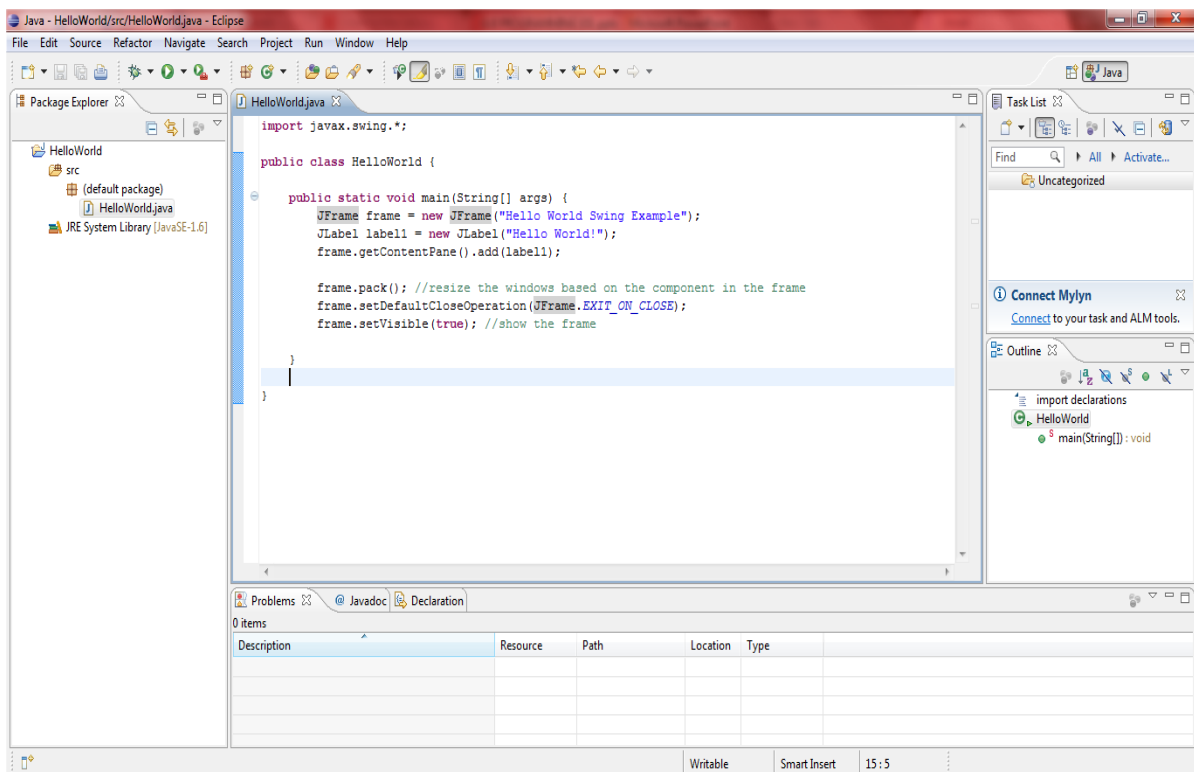 Java - HelloWorld/src/HelloWorld.java - Eclipse
File Edit Source Refactor Navigate Search Project Run Window Help
Java
Package Explorer
HelloWorld
src
(default package)
HelloWorld.java
JRE System Library [JavaSE-1.6]
HelloWorld.java
import javax.swing.*;
public class HelloWorld {
public static void main(String[] args) {
JFrame frame = new JFrame("Hello World Swing Example");
JLabel label1 = new JLabel("Hello World!");
frame.getContentPane().add(label1);
frame.pack(); //resize the windows based on the component in the frame
frame.setDefaultCloseOperation(JFrame.EXIT_ON_CLOSE);
frame.setVisible(true); //show the frame
}
}
Task List
Find All Activate...
Uncategorized
Connect Mylyn
Connect to your task and ALM tools.
Outline
import declarations
HelloWorld
main(String[]) : void
Problems @ Javadoc Declaration
0 items
Description Resource Path Location Type
Writable Smart Insert 15 : 5